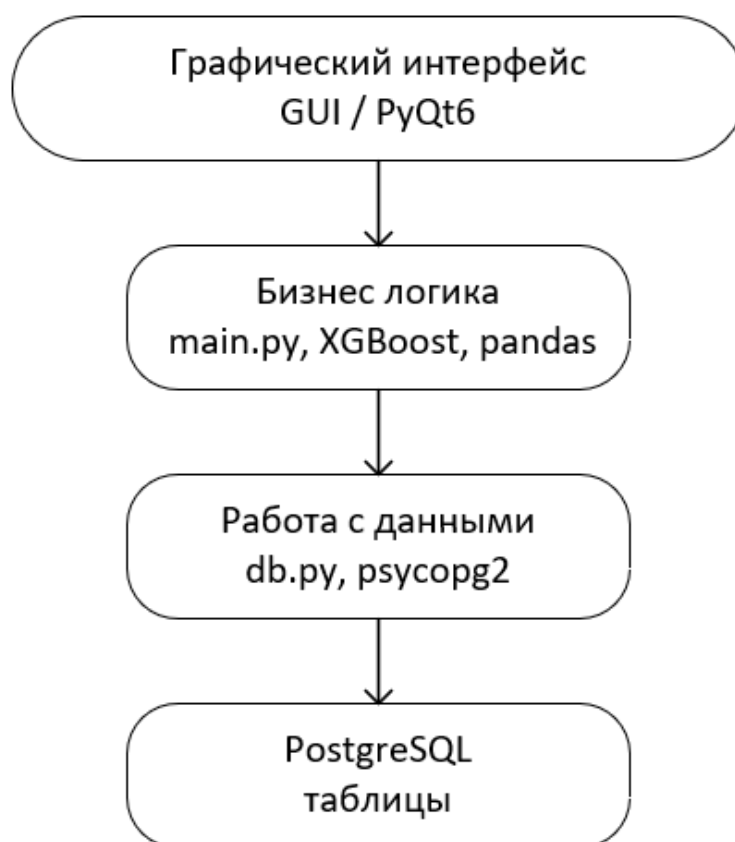 Графический интерфейс
GUI / PyQt6
Бизнес логика
main.py, XGBoost, pandas
Работа с данными
db.py, psycopg2
PostgreSQL
таблицы